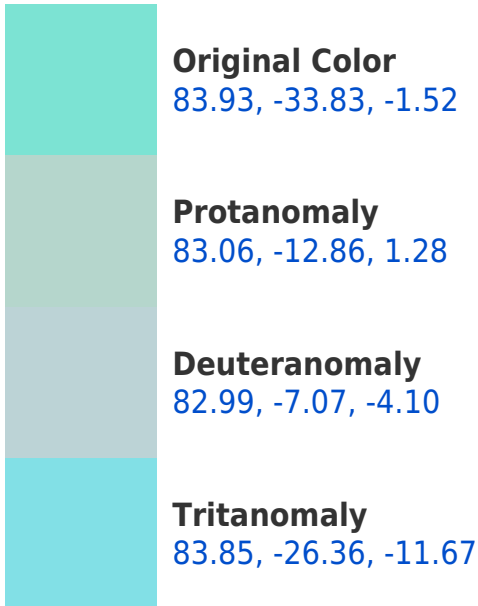 Original Color
83.93, -33.83, -1.52
Protanomaly
83.06, -12.86, 1.28
Deuteranomaly
82.99, -7.07, -4.10
Tritanomaly
83.85, -26.36, -11.67